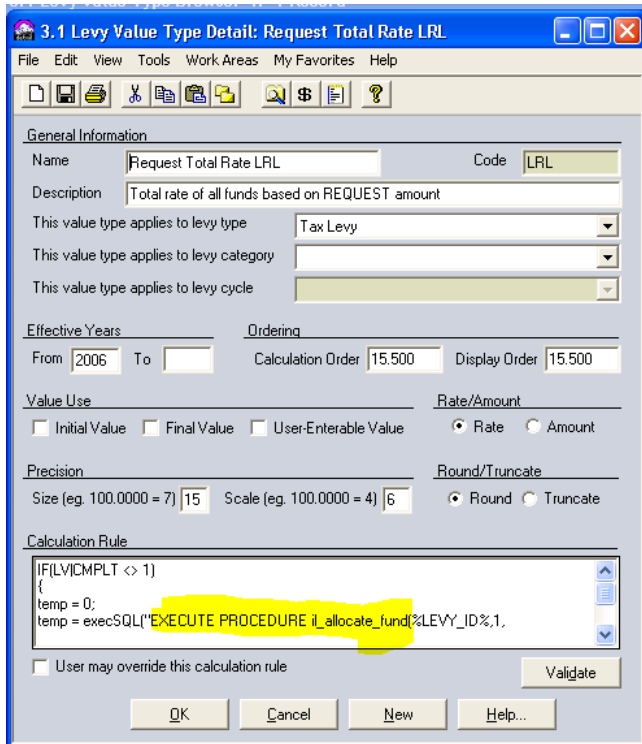 3.1 Levy Value Type Detail: Request Total Rate LRL
File Edit View Tools Work Areas My Favorites Help
General Information
Name Request Total Rate LRL Code LRL
Description Total rate of all funds based on REQUEST amount
This value type applies to levy type Tax Levy
This value type applies to levy category
This value type applies to levy cycle
Effective Years Ordering
From 2006 To Calculation Order 15.500 Display Order 15.500
Value Use Rate/Amount
Initial Value Final Value User-Enterable Value Rate Amount
Precision Round/Truncate
Size (eg. 100.0000 = 7) 15 Scale (eg. 100.0000 = 4) 6 Round Truncate
Calculation Rule
IF(LV|CMPLT <> 1)
{
temp = 0;
temp = execSQL("EXECUTE PROCEDURE il_allocate_fund(%LEVY_ID%,1,
User may override this calculation rule Validate
OK Cancel New Help...